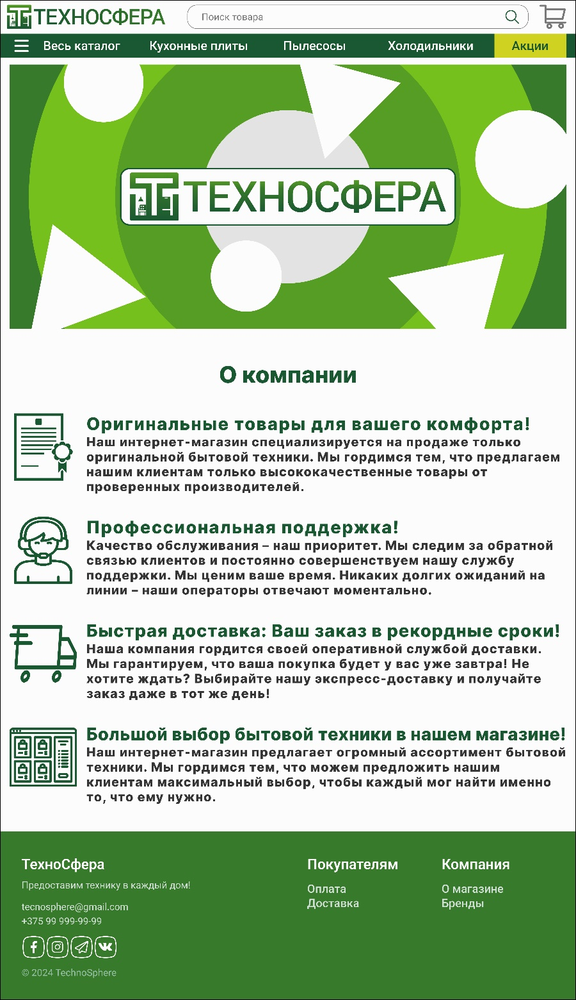 ТЕХНОСФЕРА
Поиск товара
Весь каталог
Кухонные плиты
Пылесосы
Холодильники
Акции
ТЕХНОСФЕРА
О компании
Оригинальные товары для вашего комфорта!
Наш интернет-магазин специализируется на продаже только
оригинальной бытовой техники. Мы гордимся тем, что предлагаем
нашим клиентам только высококачественные товары от
проверенных производителей.
Профессиональная поддержка!
Качество обслуживания – наш приоритет. Мы следим за обратной
связью клиентов и постоянно совершенствуем нашу службу
поддержки. Мы ценим ваше время. Никаких долгих ожиданий на
линии – наши операторы отвечают моментально.
Быстрая доставка: Ваш заказ в рекордные сроки!
Наша компания гордится своей оперативной службой доставки.
Мы гарантируем, что ваша покупка будет у вас уже завтра! Не
хотите ждать? Выбирайте нашу экспресс-доставку и получайте
заказ даже в тот же день!
Большой выбор бытовой техники в нашем магазине!
Наш интернет-магазин предлагает огромный ассортимент бытовой
техники. Мы гордимся тем, что можем предложить нашим
клиентам максимальный выбор, чтобы каждый мог найти именно
то, что ему нужно.
ТехноСфера
Предоставим технику в каждый дом!
tecnosphere@gmail.com
+375 99 999-99-99
© 2024 TechnoSphere
Покупателям
Оплата
Доставка
Компания
О магазине
Бренды